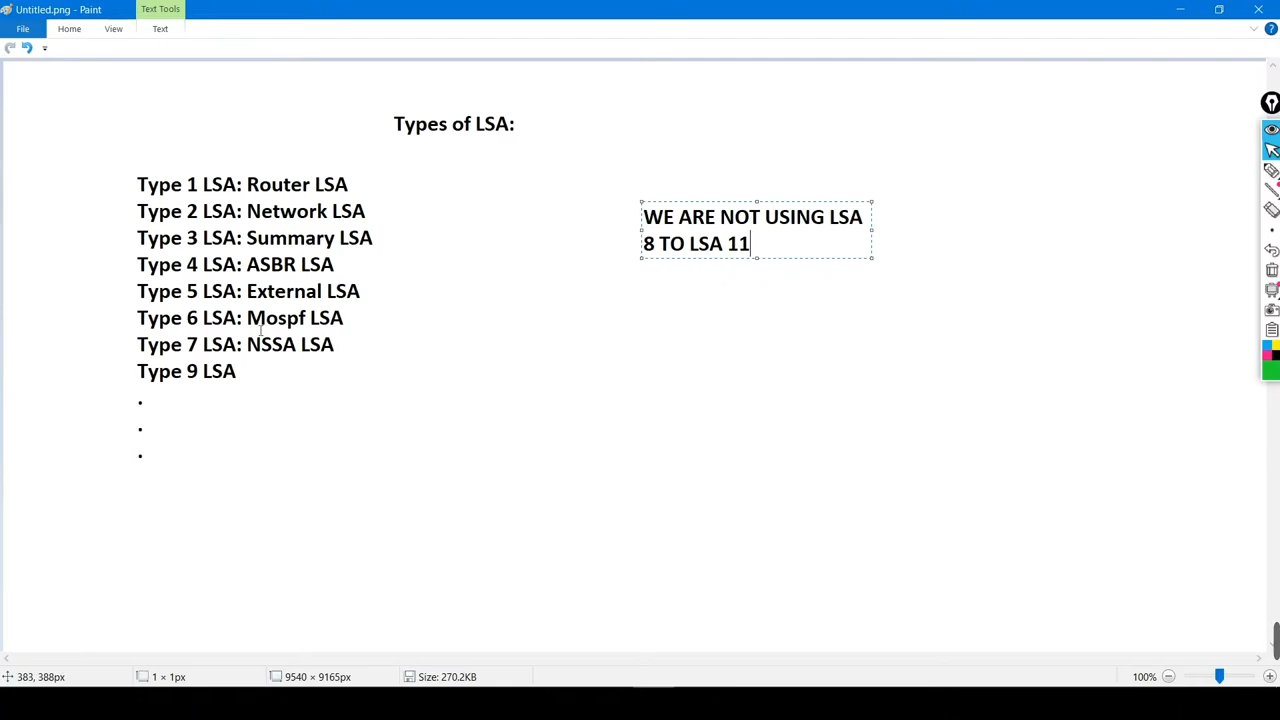 Untitled.png - Paint
Text Tools
File
Home
View
Text
Types of LSA:
Type 1 LSA: Router LSA
Type 2 LSA: Network LSA
Type 3 LSA: Summary LSA
Type 4 LSA: ASBR LSA
Type 5 LSA: External LSA
Type 6 LSA: Mospf LSA
Type 7 LSA: NSSA LSA
Type 9 LSA
.
.
.
WE ARE NOT USING LSA
8 TO LSA 11
383, 388px
1 × 1px
9540 × 9165px
Size: 270.2KB
100%